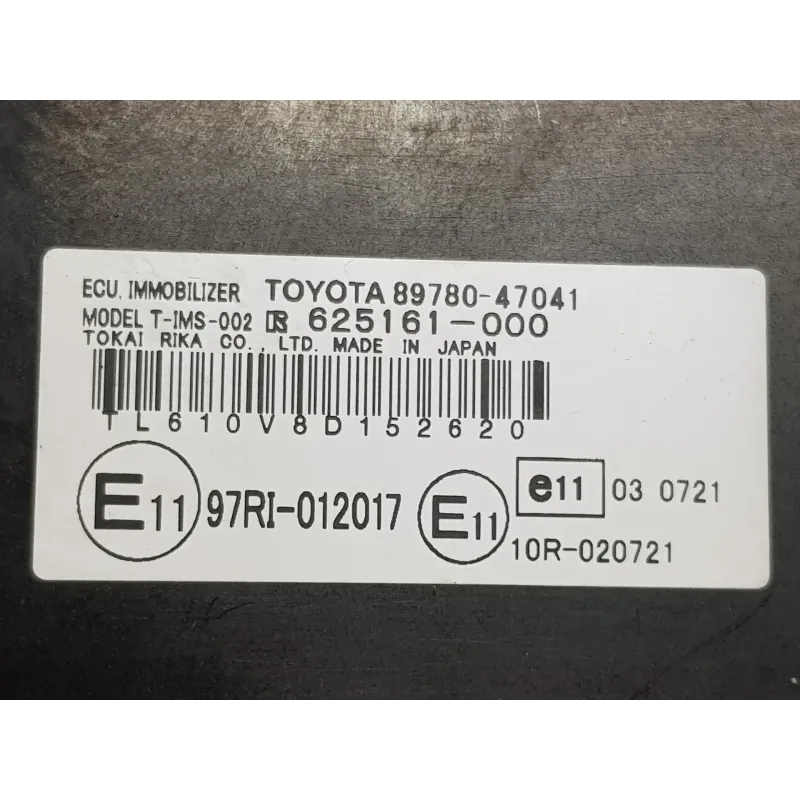 ECU, IMMOBILIZER TOYOTA 89780-47041
MODEL T-IMS-002 625161-000
TOKAI RIKA CO., LTD. MADE IN JAPAN
TL610V8D152620
E11 97RI-012017 E11 e11 03 0721
10R-020721